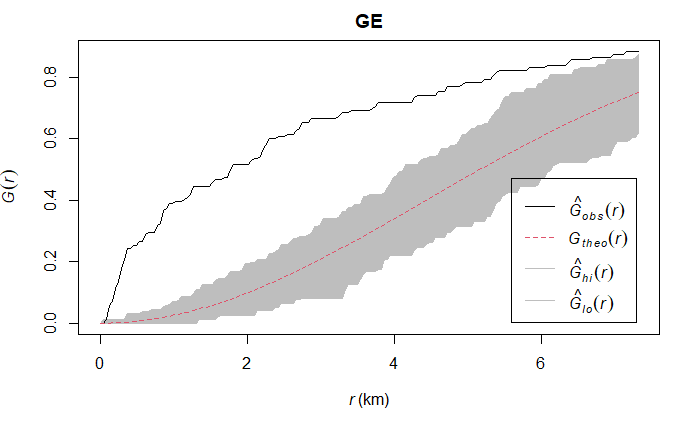 GE
G(r)
0.0 0.2 0.4 0.6 0.8
0 2 4 6
r (km)
Ĝobs(r)
Gtheo(r)
Ĝhi(r)
Ĝlo(r)